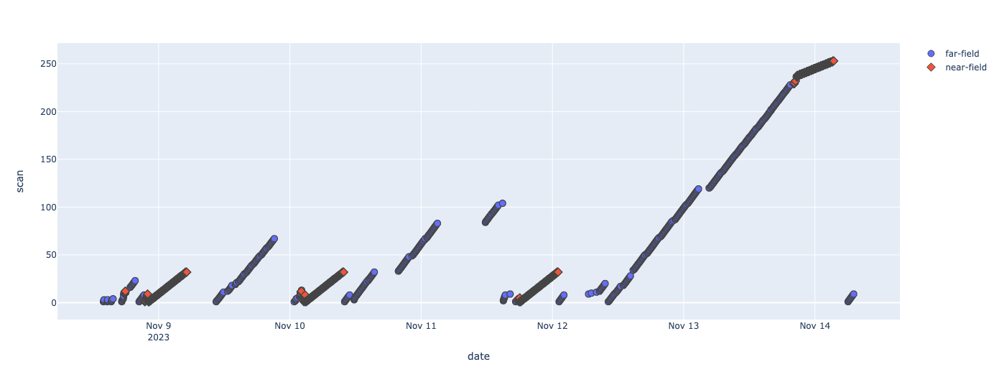 far-field
near-field
250
200
150
100
50
0
scan
Nov 9
2023
Nov 10
Nov 11
Nov 12
Nov 13
Nov 14
date